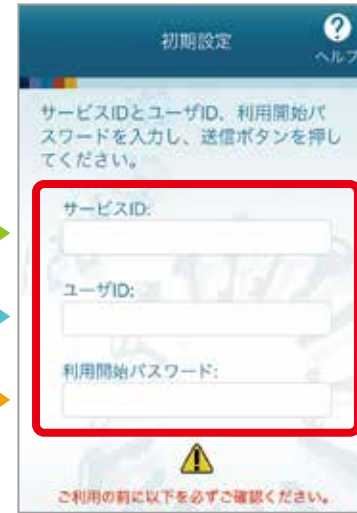 初期設定
?
ヘルプ
サービスIDとユーザID、利用開始パ
スワードを入力し、送信ボタンを押し
てください。
サービスID:
ユーザID:
利用開始パスワード:
ご利用の前に以下を必ずご確認ください。